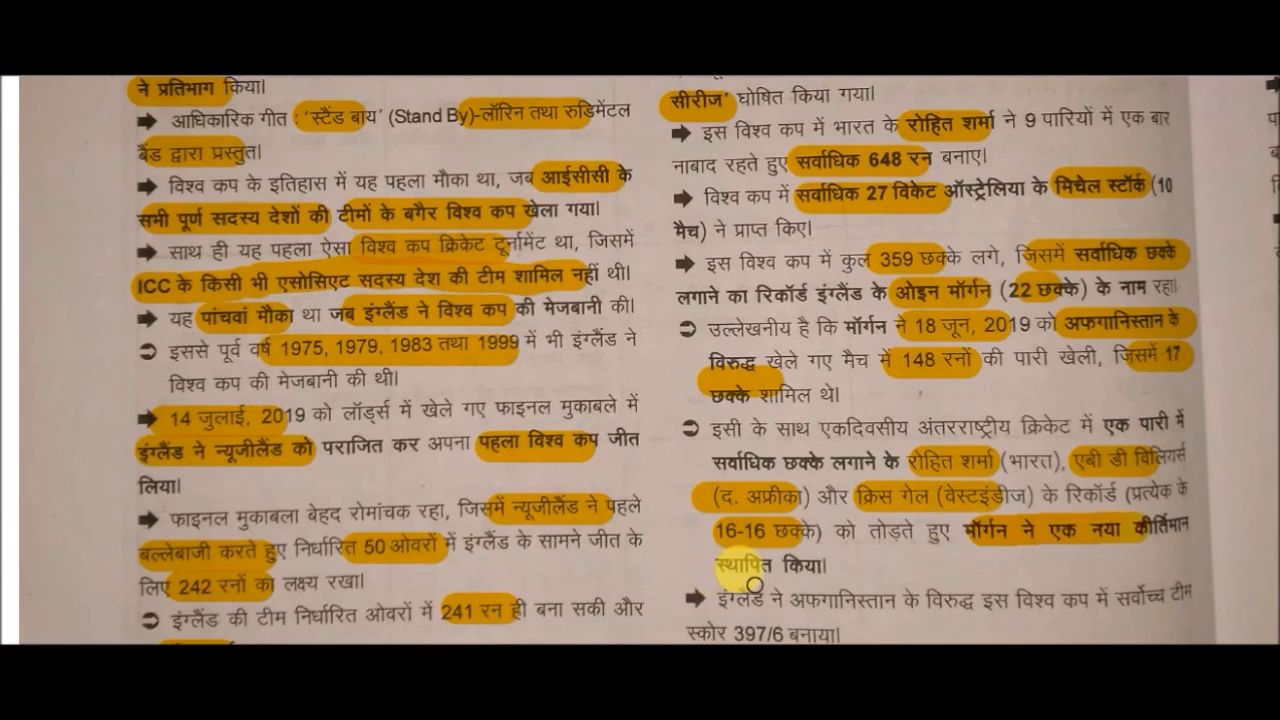 ने प्रतिभाग किया।
➡ आधिकारिक गीत : ‘स्टैंड बाय’ (Stand By)-लॉरिन तथा रुडिमेंटल
बैंड द्वारा प्रस्तुत।
➡ विश्व कप के इतिहास में यह पहला मौका था, जब आईसीसी के
सभी पूर्ण सदस्य देशों की टीमों के बगैर विश्व कप खेला गया।
➡ साथ ही यह पहला ऐसा विश्व कप क्रिकेट टूर्नामेंट था, जिसमें
ICC के किसी भी एसोसिएट सदस्य देश की टीम शामिल नहीं थी।
➡ यह पांचवां मौका था जब इंग्लैंड ने विश्व कप की मेजबानी की।
➲ इससे पूर्व वर्ष 1975, 1979, 1983 तथा 1999 में भी इंग्लैंड ने
विश्व कप की मेजबानी की थी।
➡ 14 जुलाई, 2019 को लॉर्ड्स में खेले गए फाइनल मुकाबले में
इंग्लैंड ने न्यूजीलैंड को पराजित कर अपना पहला विश्व कप जीत
लिया।
➡ फाइनल मुकाबला बेहद रोमांचक रहा, जिसमें न्यूजीलैंड ने पहले
बल्लेबाजी करते हुए निर्धारित 50 ओवरों में इंग्लैंड के सामने जीत के
लिए 242 रनों का लक्ष्य रखा।
➲ इंग्लैंड की टीम निर्धारित ओवरों में 241 रन ही बना सकी और
सीरीज’ घोषित किया गया।
➡ इस विश्व कप में भारत के रोहित शर्मा ने 9 पारियों में एक बार
नाबाद रहते हुए सर्वाधिक 648 रन बनाए।
➡ विश्व कप में सर्वाधिक 27 विकेट ऑस्ट्रेलिया के मिचेल स्टॉर्क (10
मैच) ने प्राप्त किए।
➡ इस विश्व कप में कुल 359 छक्के लगे, जिसमें सर्वाधिक छक्के
लगाने का रिकॉर्ड इंग्लैंड के ओइन मॉर्गन (22 छक्के) के नाम रहा।
➲ उल्लेखनीय है कि मॉर्गन ने 18 जून, 2019 को अफगानिस्तान के
विरुद्ध खेले गए मैच में 148 रनों की पारी खेली, जिसमें 17
छक्के शामिल थे।
➲ इसी के साथ एकदिवसीय अंतरराष्ट्रीय क्रिकेट में एक पारी में
सर्वाधिक छक्के लगाने के रोहित शर्मा (भारत), एबी डी विलियर्स
(द. अफ्रीका) और क्रिस गेल (वेस्टइंडीज) के रिकॉर्ड (प्रत्येक के
16-16 छक्के) को तोड़ते हुए मॉर्गन ने एक नया कीर्तिमान
स्थापित किया।
➡ इंग्लैंड ने अफगानिस्तान के विरुद्ध इस विश्व कप में सर्वोच्च टीम
स्कोर 397/6 बनाया।